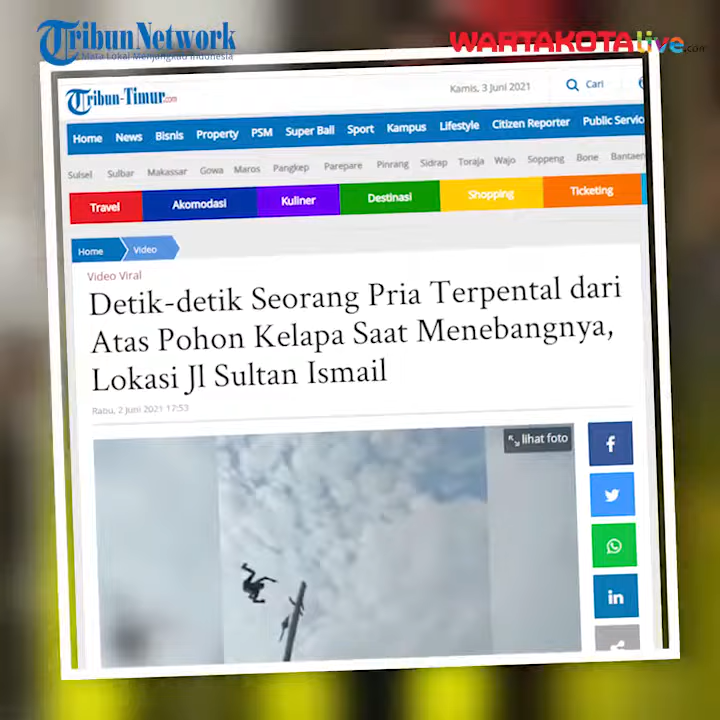 Tribun Network
Mata Lokal Menjangkau Indonesia
WARTAKOTAlive.com
Tribun-Timur.com
Kamis, 3 Juni 2021
Cari
Home News Bisnis Property PSM Super Ball Sport Kampus Lifestyle Citizen Reporter Public Servic
Sulsel Sulbar Makassar Gowa Maros Pangkep Parepare Pinrang Sidrap Toraja Wajo Soppeng Bone Bantaen
Travel Akomodasi Kuliner Destinasi Shopping Ticketing
Home Video
Video Viral
Detik-detik Seorang Pria Terpental dari
Atas Pohon Kelapa Saat Menebangnya,
Lokasi Jl Sultan Ismail
Rabu, 2 Juni 2021 17:53
lihat foto
f
in